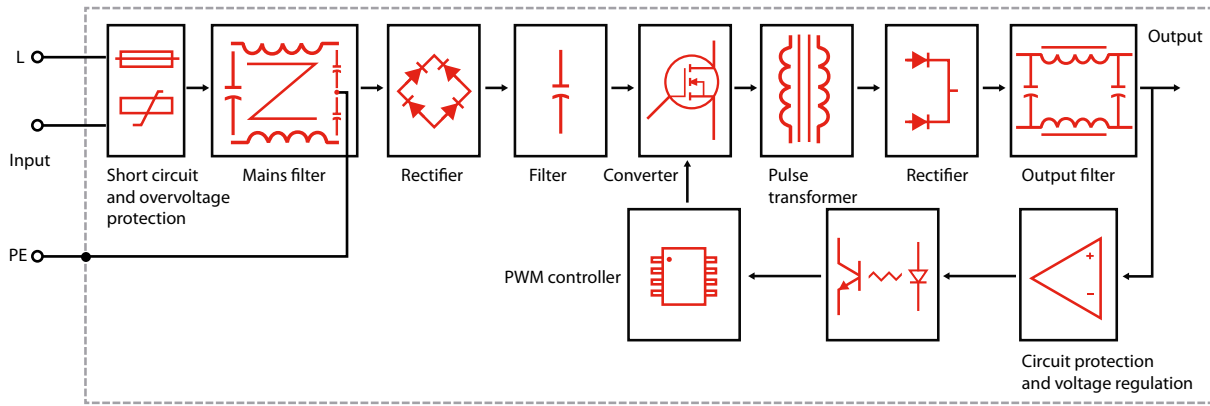 Output
L
Input
Short circuit
and overvoltage
protection
Mains filter
Rectifier
Filter
Converter
Pulse
transformer
Rectifier
Output filter
PE
PWM controller
+
−
Circuit protection
and voltage regulation